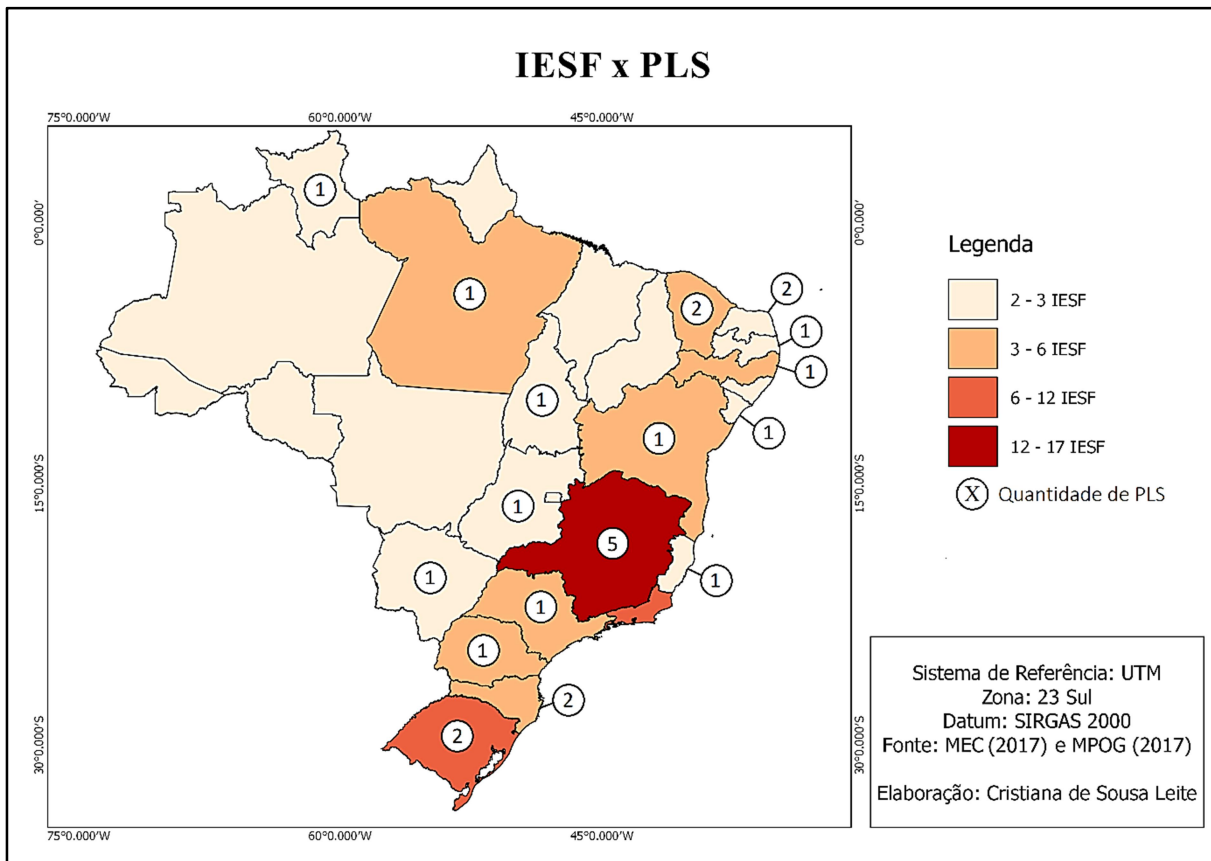 IESF x PLS
75°0.000'W 60°0.000'W 45°0.000'W
0°0.000' 0°0.000'
15°0.000'S 15°0.000'S
30°0.000'S 30°0.000'S
1
1
2
2
1
1
1
1
1
1
5
1
1
1
1
2
2
75°0.000'W 60°0.000'W 45°0.000'W
Legenda
2 - 3 IESF
3 - 6 IESF
6 - 12 IESF
12 - 17 IESF
X Quantidade de PLS
Sistema de Referência: UTM
Zona: 23 Sul
Datum: SIRGAS 2000
Fonte: MEC (2017) e MPOG (2017)
Elaboração: Cristiana de Sousa Leite